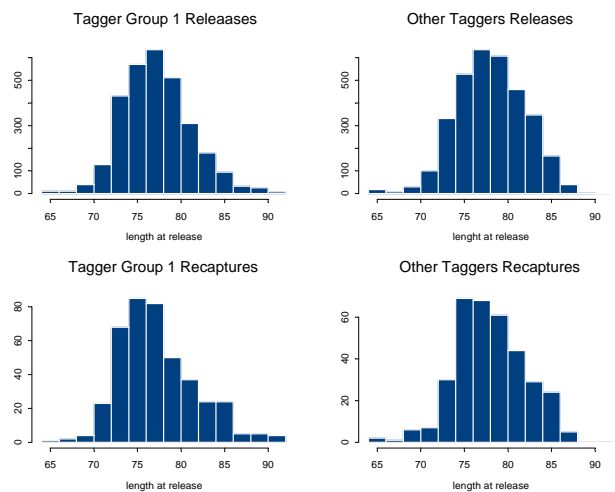 Tagger Group 1 Releaases
Other Taggers Releases
500
300
100
0
65 70 75 80 85 90
length at release
500
300
100
0
65 70 75 80 85 90
lenght at release
Tagger Group 1 Recaptures
Other Taggers Recaptures
80
60
40
20
0
65 70 75 80 85 90
length at release
60
40
20
0
65 70 75 80 85 90
length at release